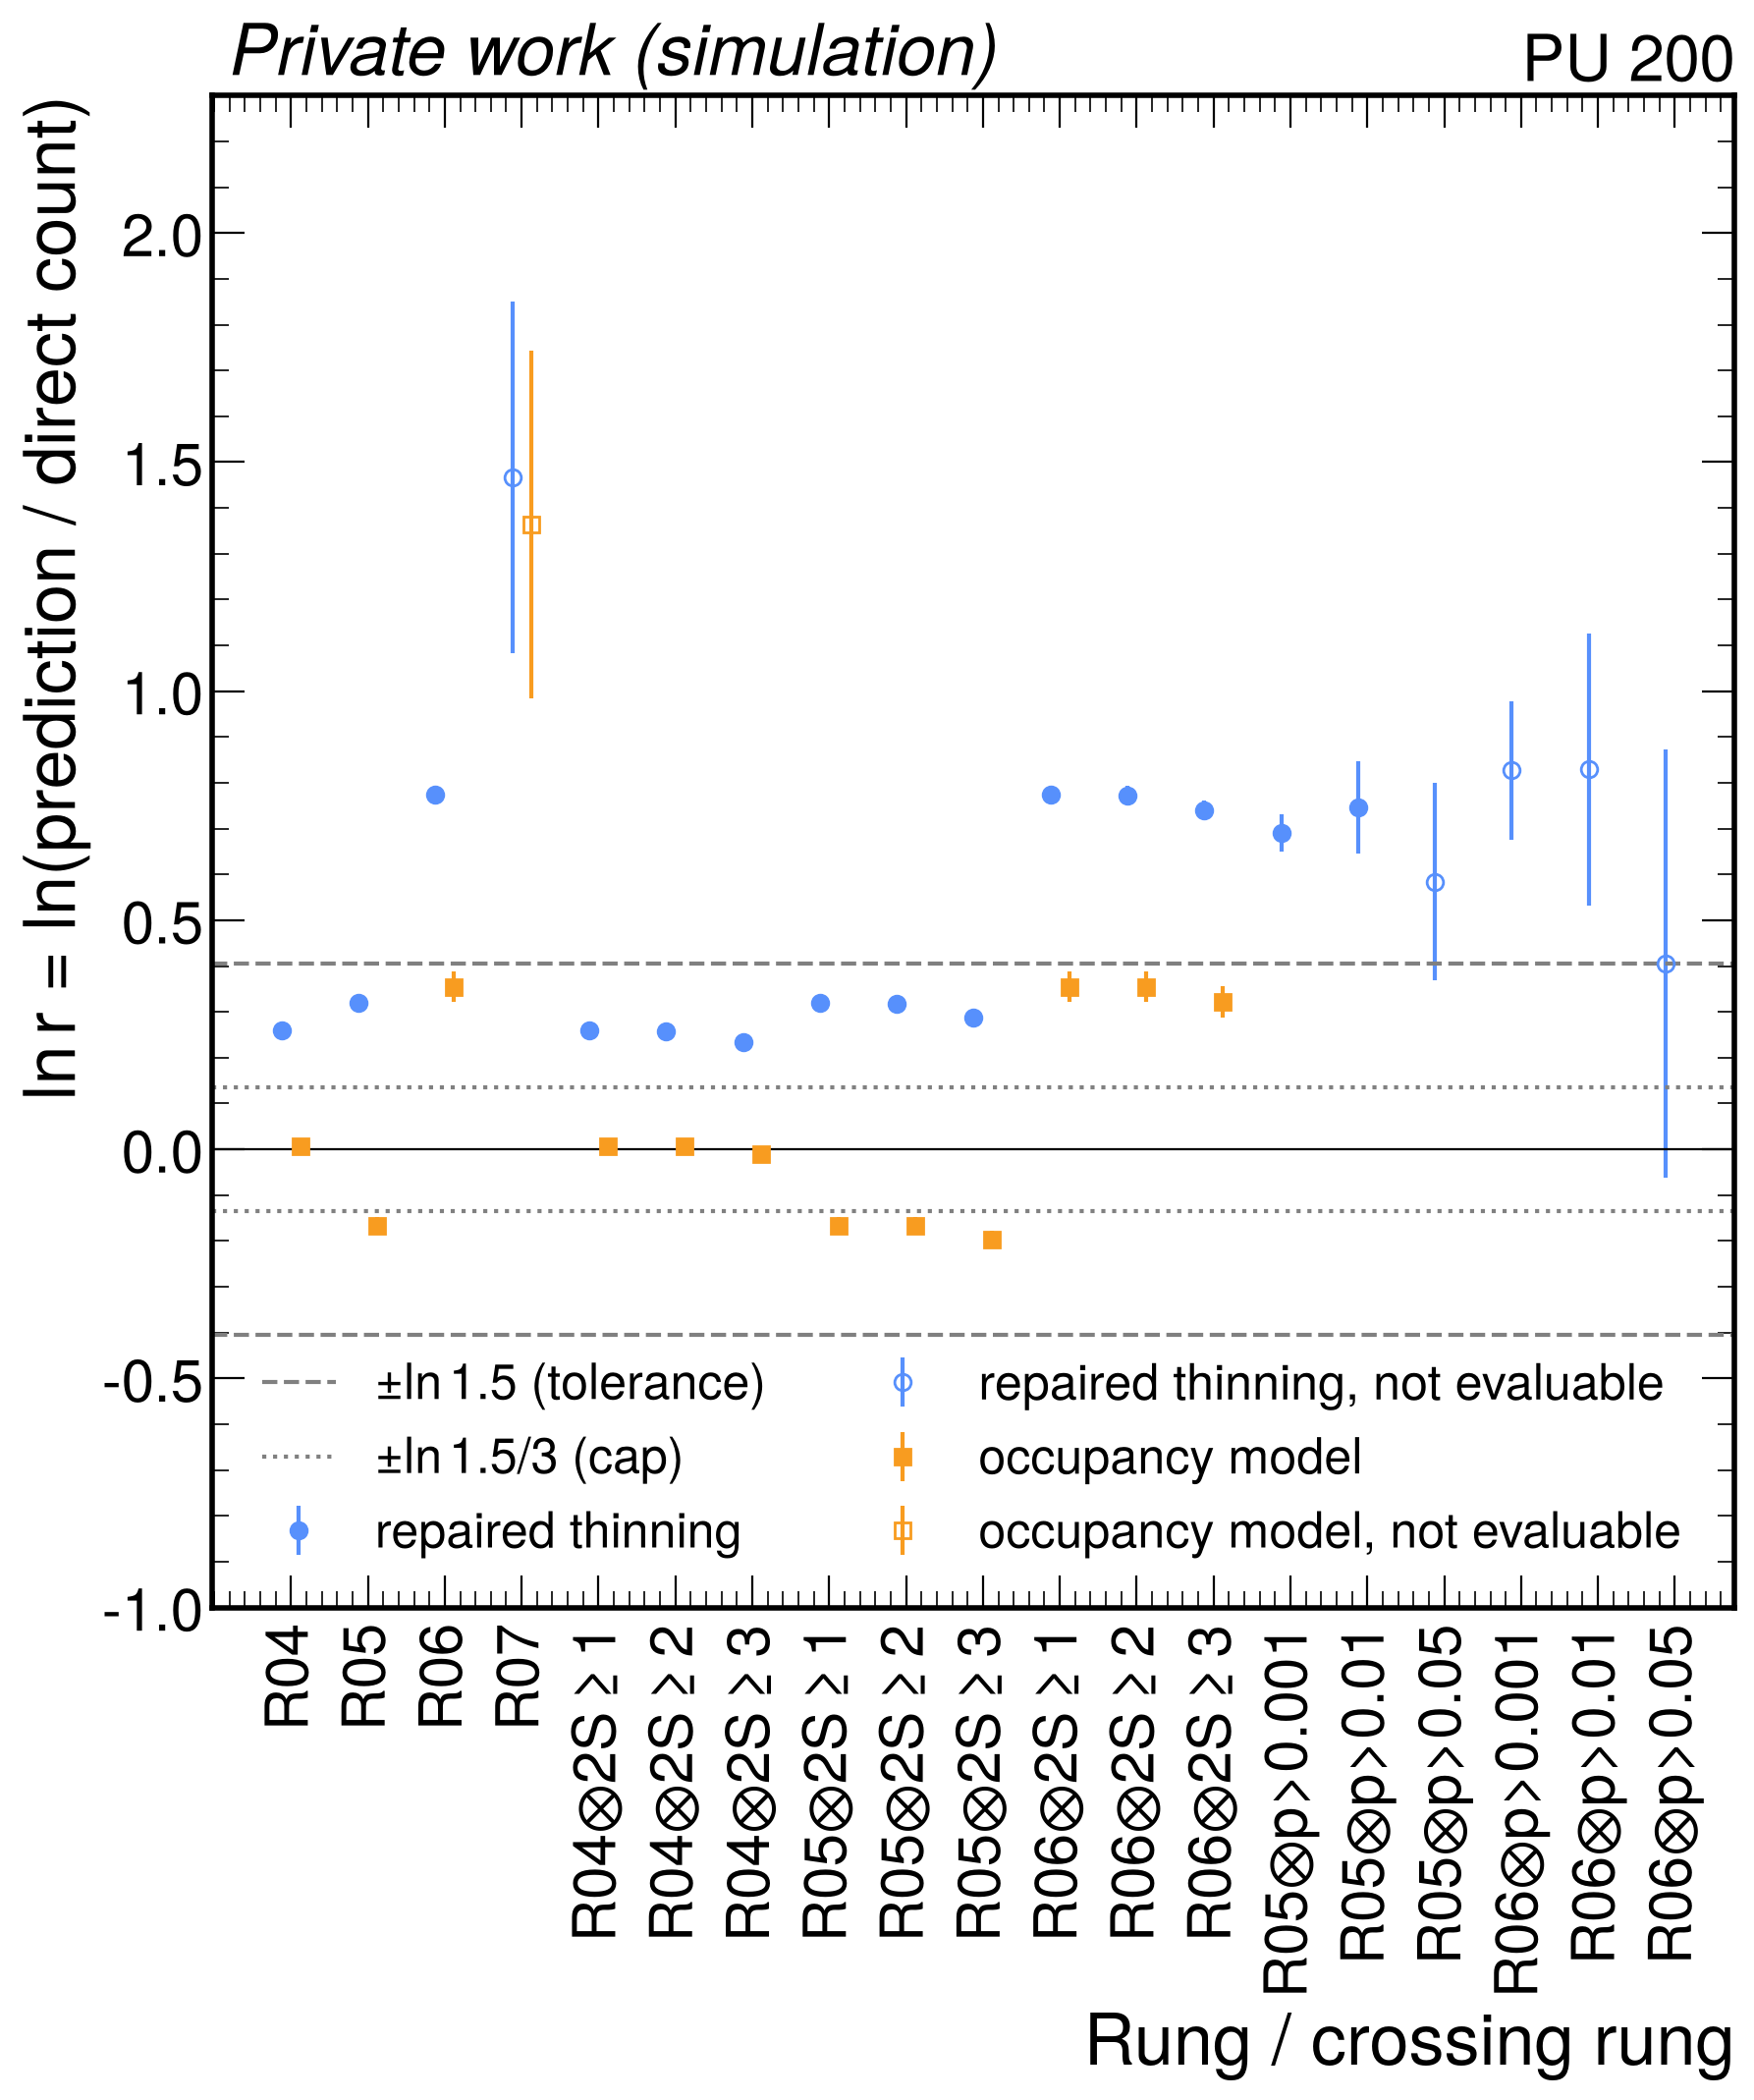 Private work (simulation)
PU 200
ln r = ln(prediction / direct count)
2.0
1.5
1.0
0.5
0.0
-0.5
-1.0
±ln 1.5 (tolerance)
±ln 1.5/3 (cap)
repaired thinning
repaired thinning, not evaluable
occupancy model
occupancy model, not evaluable
R04
R05
R06
R07
R04⊗2S ≥ 1
R04⊗2S ≥ 2
R04⊗2S ≥ 3
R05⊗2S ≥ 1
R05⊗2S ≥ 2
R05⊗2S ≥ 3
R06⊗2S ≥ 1
R06⊗2S ≥ 2
R06⊗2S ≥ 3
R05⊗p>0.001
R05⊗p>0.01
R05⊗p>0.05
R06⊗p>0.001
R06⊗p>0.01
R06⊗p>0.05
Rung / crossing rung